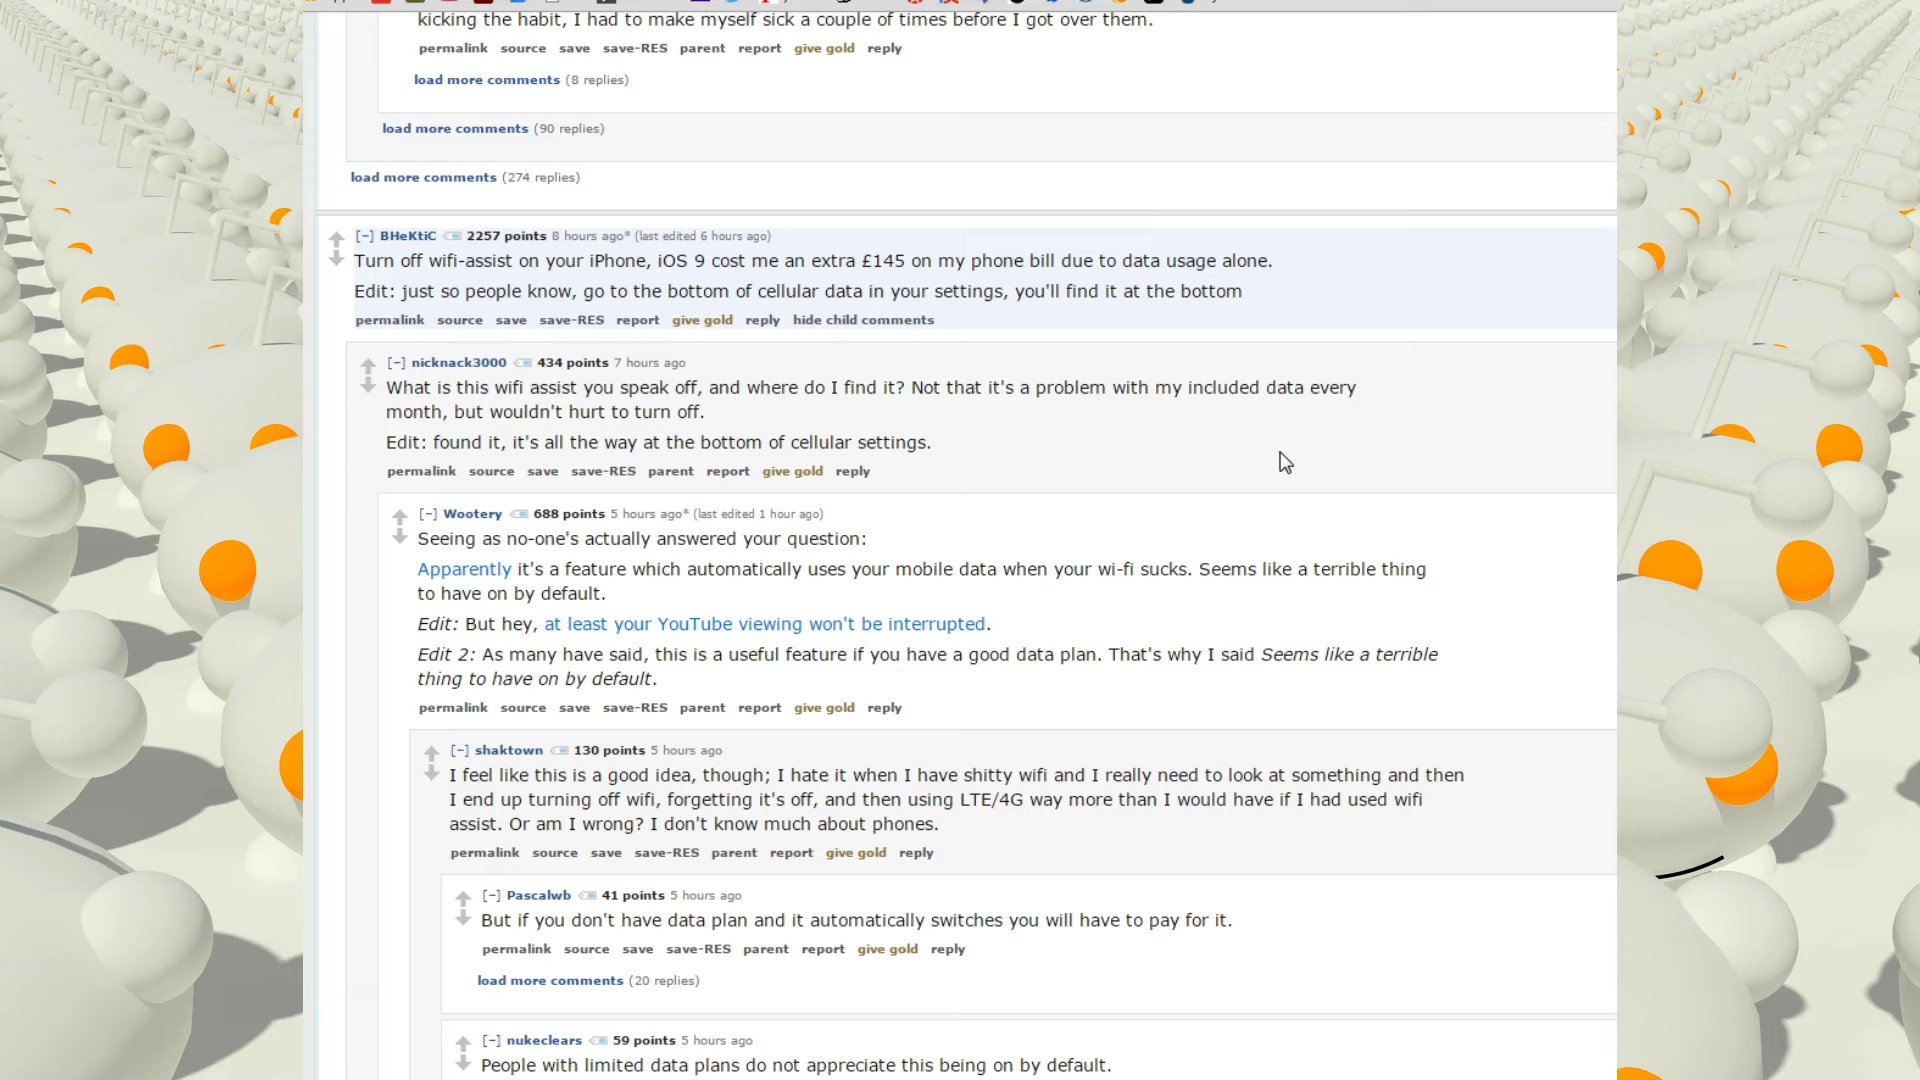 kicking the habit, I had to make myself sick a couple of times before I got over them.
permalink source save save-RES parent report give gold reply
load more comments (8 replies)
load more comments (90 replies)
load more comments (274 replies)
[-] BHeKtiC 2257 points 8 hours ago* (last edited 6 hours ago)
Turn off wifi-assist on your iPhone, iOS 9 cost me an extra £145 on my phone bill due to data usage alone.
Edit: just so people know, go to the bottom of cellular data in your settings, you'll find it at the bottom
permalink source save save-RES report give gold reply hide child comments
[-] nicknack3000 434 points 7 hours ago
What is this wifi assist you speak off, and where do I find it? Not that it's a problem with my included data every
month, but wouldn't hurt to turn off.
Edit: found it, it's all the way at the bottom of cellular settings.
permalink source save save-RES parent report give gold reply
[-] Wootery 688 points 5 hours ago* (last edited 1 hour ago)
Seeing as no-one's actually answered your question:
Apparently it's a feature which automatically uses your mobile data when your wi-fi sucks. Seems like a terrible thing
to have on by default.
Edit: But hey, at least your YouTube viewing won't be interrupted.
Edit 2: As many have said, this is a useful feature if you have a good data plan. That's why I said Seems like a terrible
thing to have on by default.
permalink source save save-RES parent report give gold reply
[-] shaktown 130 points 5 hours ago
I feel like this is a good idea, though; I hate it when I have shitty wifi and I really need to look at something and then
I end up turning off wifi, forgetting it's off, and then using LTE/4G way more than I would have if I had used wifi
assist. Or am I wrong? I don't know much about phones.
permalink source save save-RES parent report give gold reply
[-] Pascalwb 41 points 5 hours ago
But if you don't have data plan and it automatically switches you will have to pay for it.
permalink source save save-RES parent report give gold reply
load more comments (20 replies)
[-] nukeclears 59 points 5 hours ago
People with limited data plans do not appreciate this being on by default.